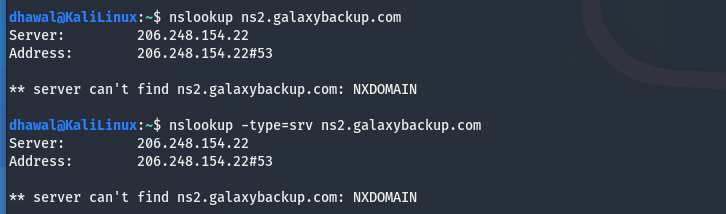 dhawal@KaliLinux:~$ nslookup ns2.galaxybackup.com
Server:         206.248.154.22
Address:        206.248.154.22#53
** server can't find ns2.galaxybackup.com: NXDOMAIN
dhawal@KaliLinux:~$ nslookup -type=srv ns2.galaxybackup.com
Server:         206.248.154.22
Address:        206.248.154.22#53
** server can't find ns2.galaxybackup.com: NXDOMAIN